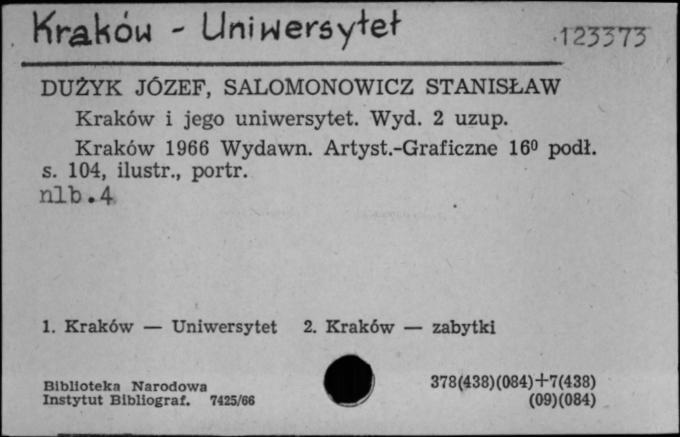 Kraków - Uniwersytet
123373
DUŻYK JÓZEF, SALOMONOWICZ STANISŁAW
Kraków i jego uniwersytet. Wyd. 2 uzup.
Kraków 1966 Wydawn. Artyst.-Graficzne 16⁰ podł.
s. 104, ilustr., portr.
nlb.4
1. Kraków — Uniwersytet 2. Kraków — zabytki
Biblioteka Narodowa
Instytut Bibliograf. 7425/66
378(438)(084)+7(438)
(09)(084)